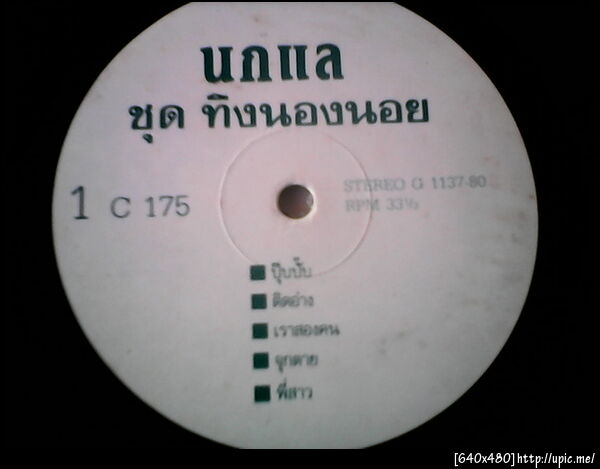 นกแล
ชุด ทิงนองนอย
1 C 175
STEREO G 1137-80
RPM 33⅓
ปุ๊บปั๊บ
ติดอ่าง
เราสองคน
จุกตาย
พี่สาว
[640x480]http://upic.me/